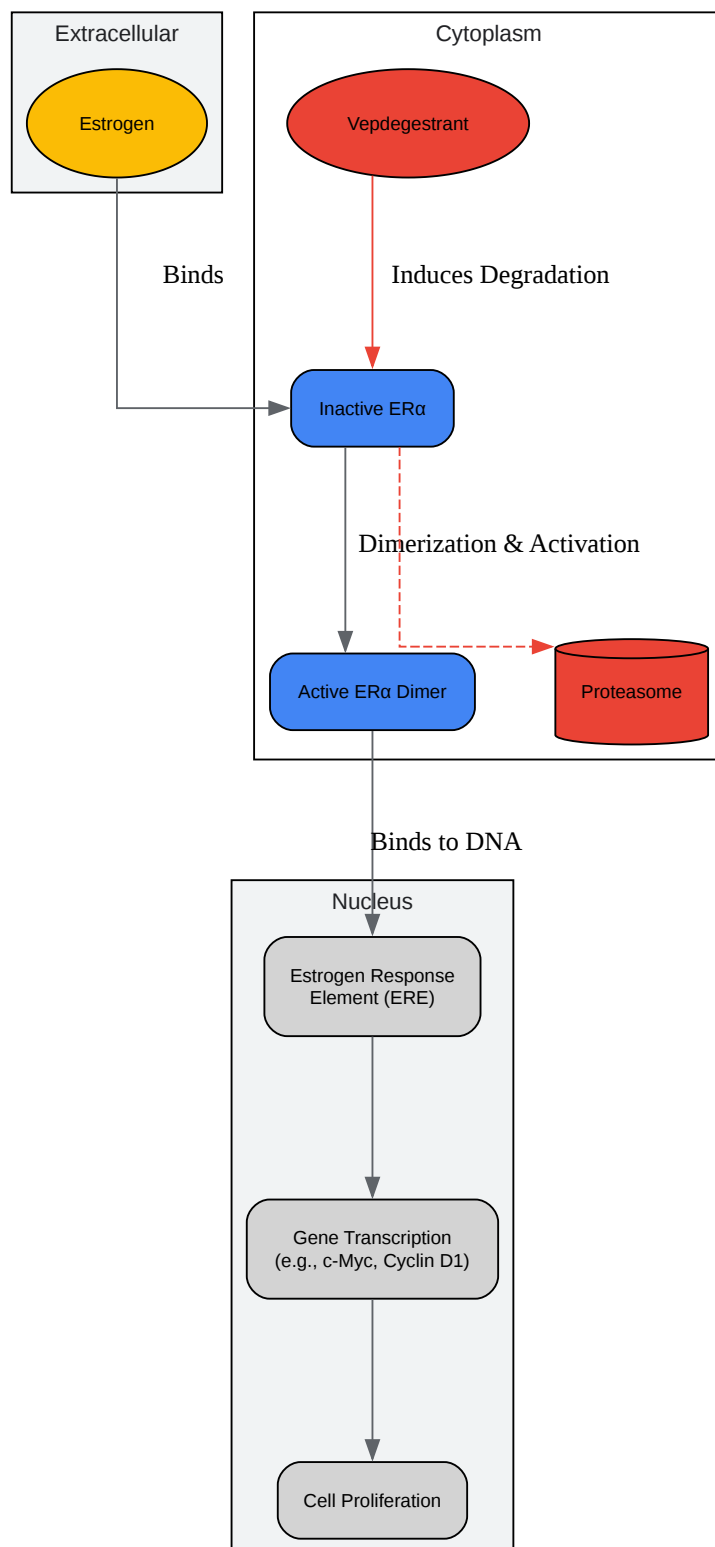 Extracellular
Cytoplasm
Estrogen
Vepdegestrant
Binds
Induces Degradation
Inactive ERα
Dimerization & Activation
Active ERα Dimer
Proteasome
Binds to DNA
Nucleus
Estrogen Response
Element (ERE)
Gene Transcription
(e.g., c-Myc, Cyclin D1)
Cell Proliferation